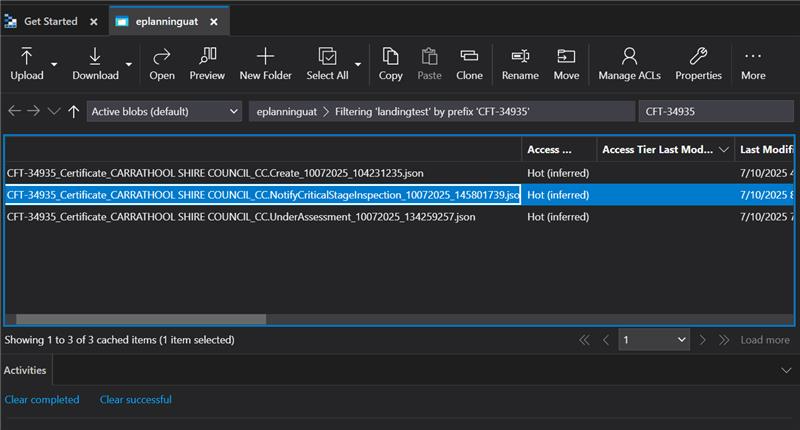 Get Started
eplanninguat
Upload Download Open Preview New Folder Select All Copy Paste Clone Rename Move Manage ACLs Properties More
Active blobs (default) eplanninguat Filtering 'landingtest' by prefix 'CFT-34935' CFT-34935
Access ... Access Tier Last Mod... Last Modifi
CFT-34935_Certificate_CARRATHOOL SHIRE COUNCIL_CC.Create_10072025_104231235.json Hot (inferred) 7/10/2025 4
CFT-34935_Certificate_CARRATHOOL SHIRE COUNCIL_CC.NotifyCriticalStageInspection_10072025_145801739.jso Hot (inferred) 7/10/2025 8
CFT-34935_Certificate_CARRATHOOL SHIRE COUNCIL_CC.UnderAssessment_10072025_134259257.json Hot (inferred) 7/10/2025 7
Showing 1 to 3 of 3 cached items (1 item selected) 1 Load more
Activities
Clear completed Clear successful